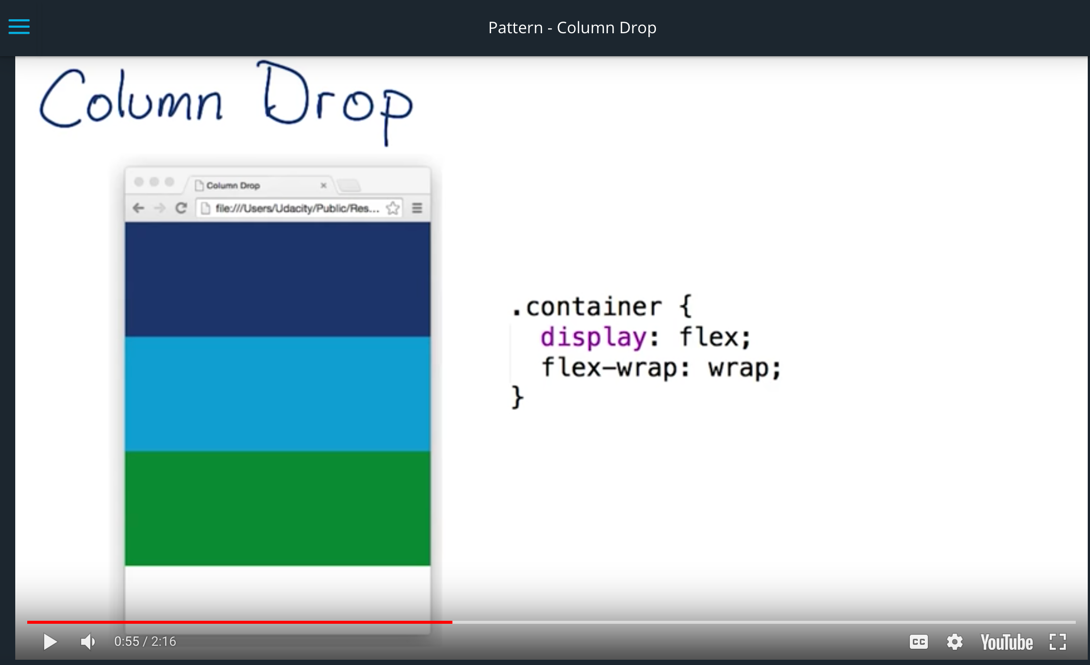 Pattern - Column Drop
Column Drop
Column Drop
file:///Users/Udacity/Public/Res...
.container {
display: flex;
flex-wrap: wrap;
}
0:55 / 2:16
CC
YouTube